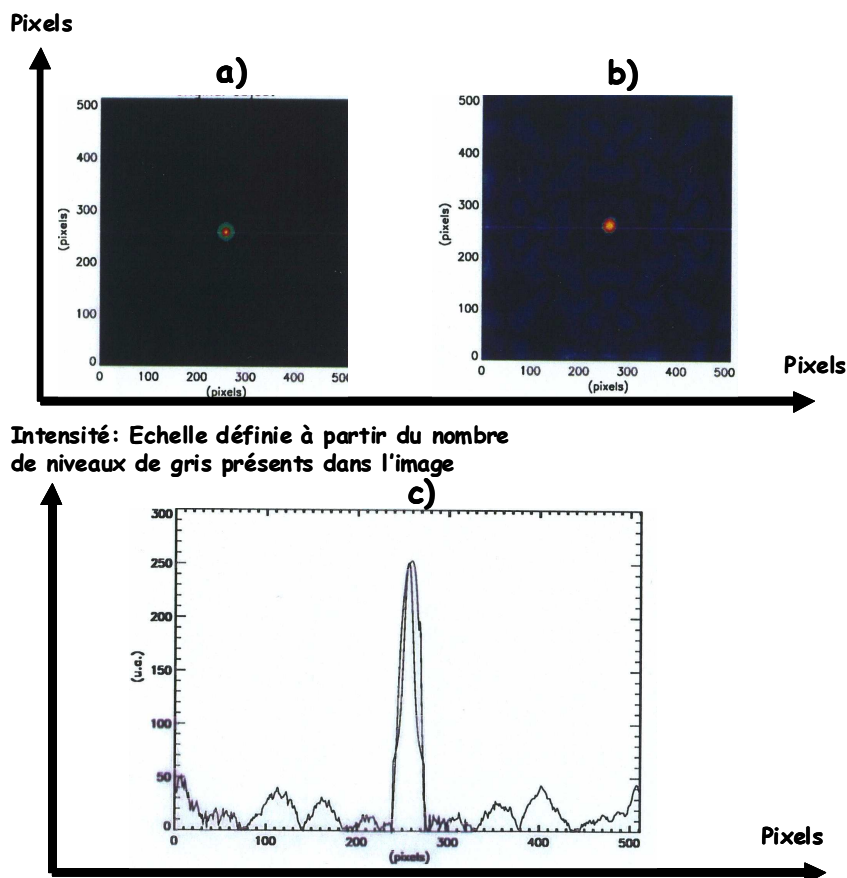 Pixels
a)
b)
500
400
300
200
100
0
(pixels)
0 100 200 300 400
(pixels)
500
400
300
200
100
0
(pixels)
0 100 200 300 400 500
(pixels)
Pixels
Intensité: Echelle définie à partir du nombre
de niveaux de gris présents dans l'image
c)
300
250
200
150
100
50
0
(u.a.)
0 100 200 300 400 500
(pixels)
Pixels